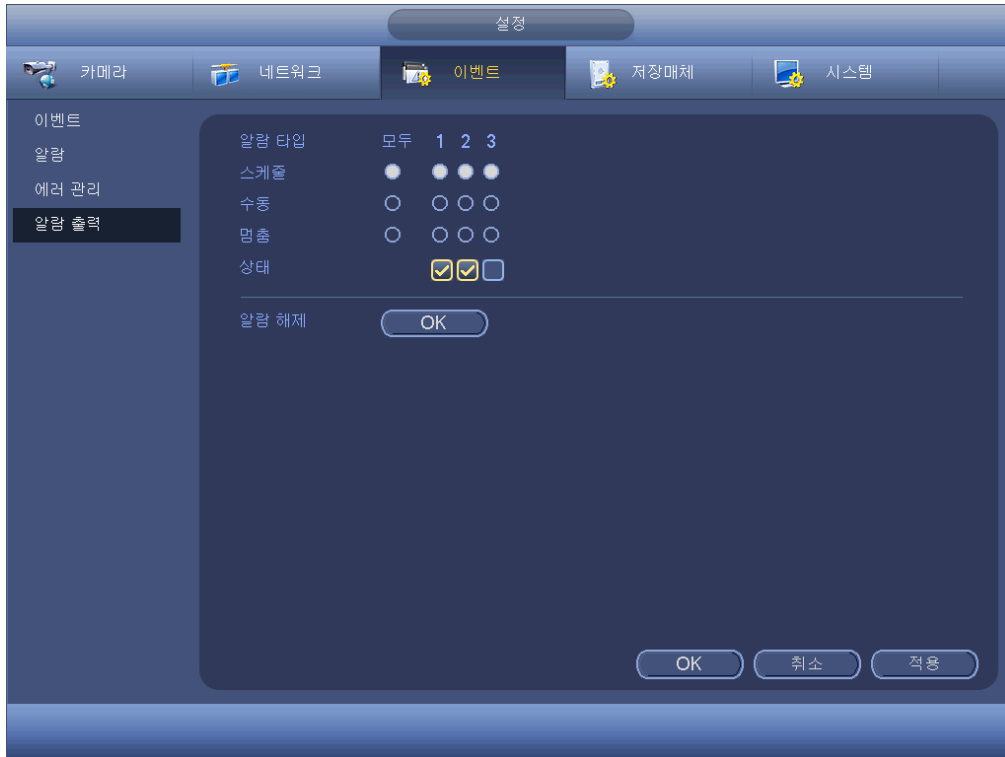 설정
카메라 네트워크 이벤트 저장매체 시스템
이벤트
알람
에러 관리
알람 출력
알람 타입 모두 1 2 3
스케줄
수동
멈춤
상태
알람 해제 OK
OK 취소 적용